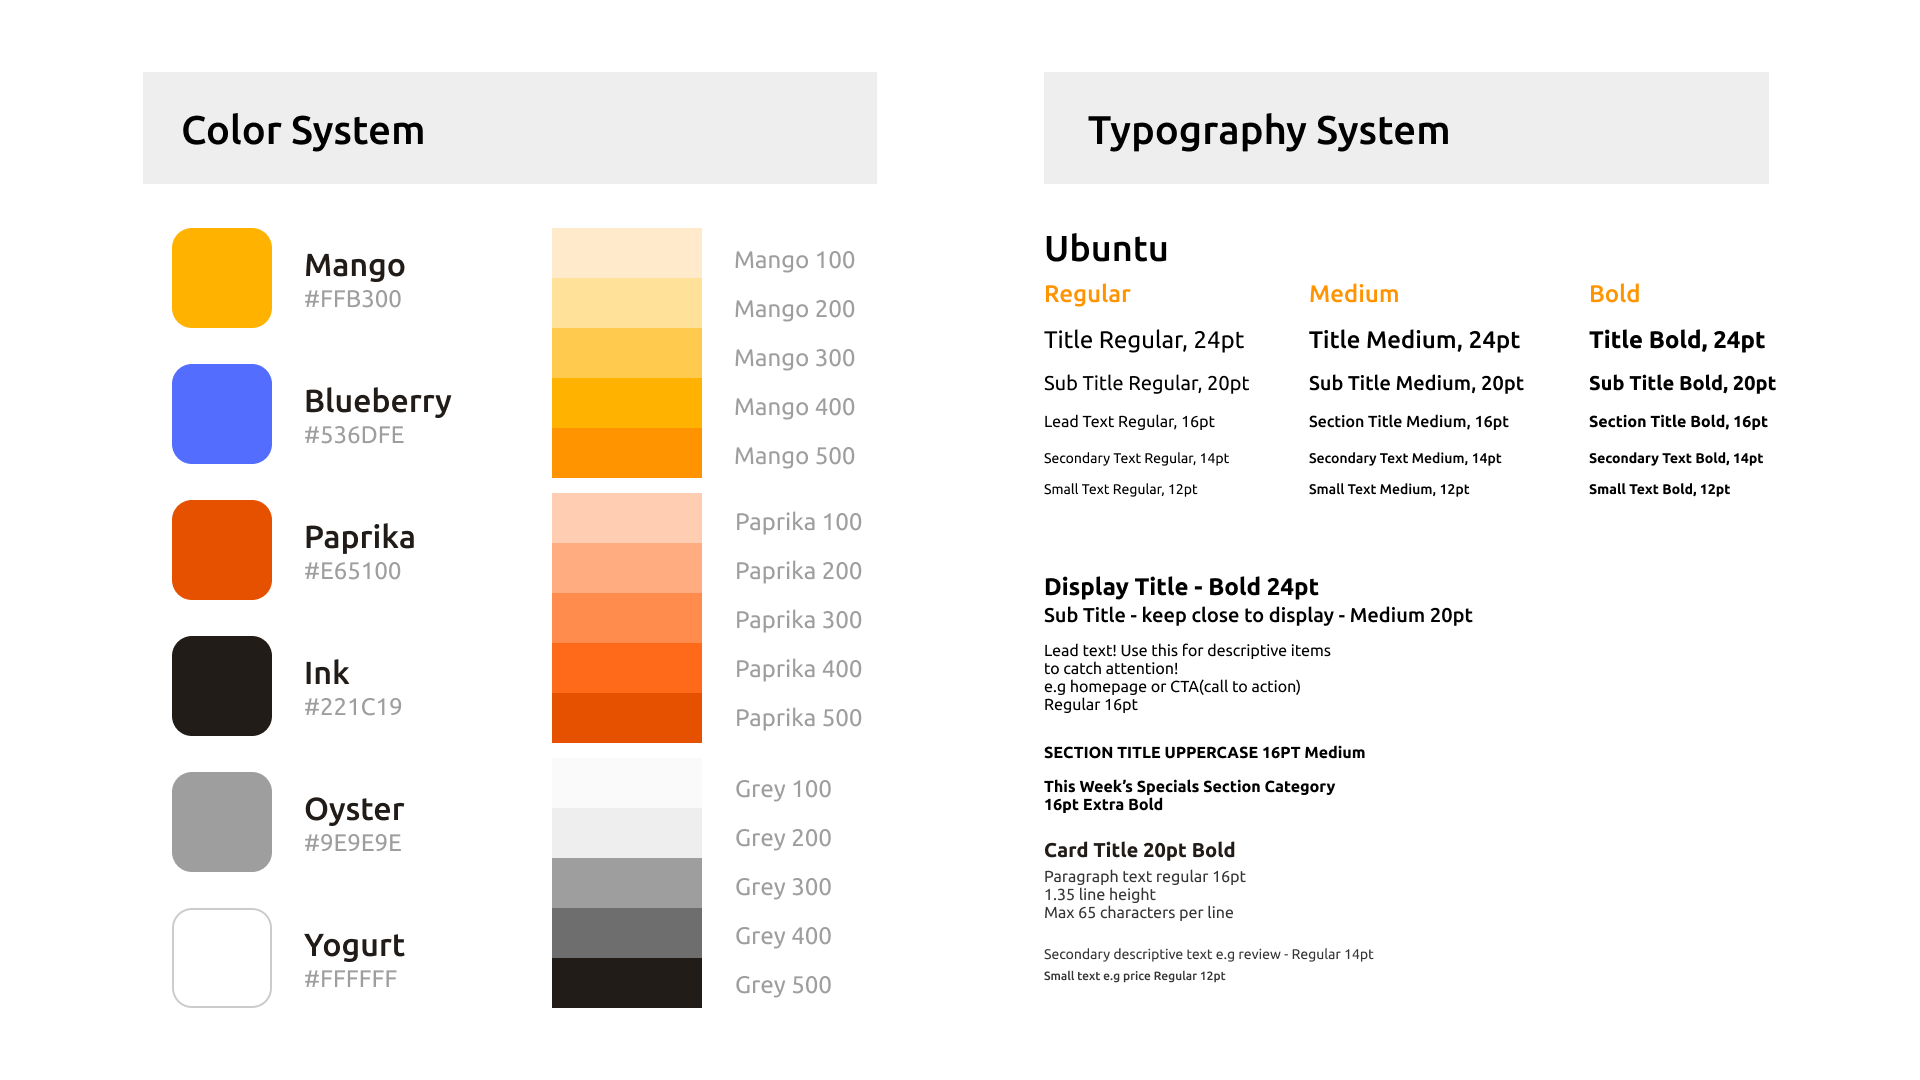 Color System
Mango
#FFB300
Blueberry
#536DFE
Paprika
#E65100
Ink
#221C19
Oyster
#9E9E9E
Yogurt
#FFFFFF
Mango 100
Mango 200
Mango 300
Mango 400
Mango 500
Paprika 100
Paprika 200
Paprika 300
Paprika 400
Paprika 500
Grey 100
Grey 200
Grey 300
Grey 400
Grey 500
Typography System
Ubuntu
Regular
Title Regular, 24pt
Sub Title Regular, 20pt
Lead Text Regular, 16pt
Secondary Text Regular, 14pt
Small Text Regular, 12pt
Medium
Title Medium, 24pt
Sub Title Medium, 20pt
Section Title Medium, 16pt
Secondary Text Medium, 14pt
Small Text Medium, 12pt
Bold
Title Bold, 24pt
Sub Title Bold, 20pt
Section Title Bold, 16pt
Secondary Text Bold, 14pt
Small Text Bold, 12pt
Display Title - Bold 24pt
Sub Title - keep close to display - Medium 20pt
Lead text! Use this for descriptive items
to catch attention!
e.g homepage or CTA(call to action)
Regular 16pt
SECTION TITLE UPPERCASE 16PT Medium
This Week’s Specials Section Category
16pt Extra Bold
Card Title 20pt Bold
Paragraph text regular 16pt
1.35 line height
Max 65 characters per line
Secondary descriptive text e.g review - Regular 14pt
Small text e.g price Regular 12pt